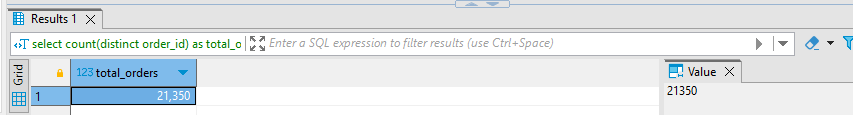 Results 1
select count(distinct order_id) as total_o
Enter a SQL expression to filter results (use Ctrl+Space)
Grid
123 total_orders
1
21,350
Value
21350